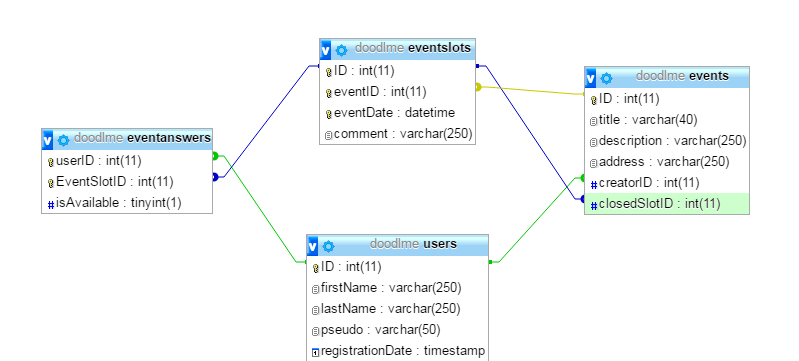 v doodlme eventslots
ID : int(11)
eventID : int(11)
eventDate : datetime
comment : varchar(250)
v doodlme events
ID : int(11)
title : varchar(40)
description : varchar(250)
address : varchar(250)
# creatorID : int(11)
# closedSlotID : int(11)
v doodlme eventanswers
userID : int(11)
EventSlotID : int(11)
# isAvailable : tinyint(1)
v doodlme users
ID : int(11)
firstName : varchar(250)
lastName : varchar(250)
pseudo : varchar(50)
registrationDate : timestamp